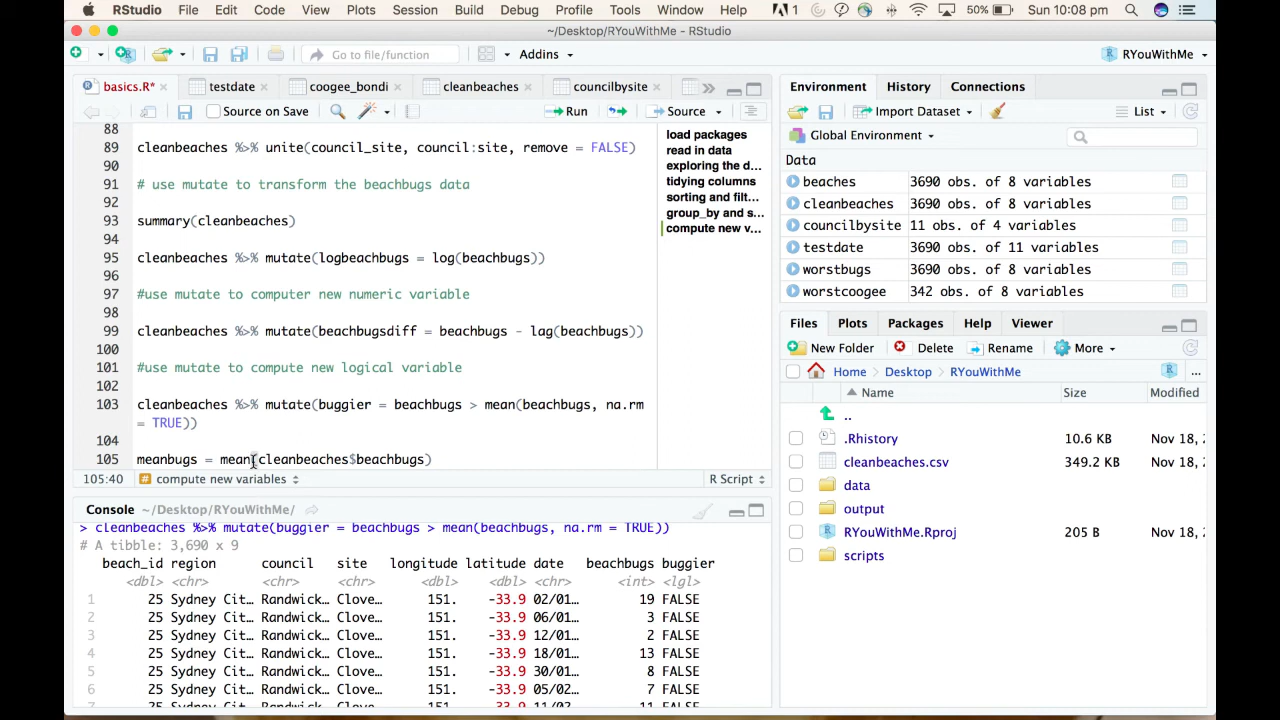 RStudio File Edit Code View Plots Session Build Debug Profile Tools Window Help 1 50% Sun 10:08 pm
~/Desktop/RYouWithMe - RStudio
Go to file/function Addins RYouWithMe
basics.R* testdate coogee_bondi cleanbeaches councilbysite
Source on Save Run Source
88
89 cleanbeaches %>% unite(council_site, council:site, remove = FALSE)
90
91 # use mutate to transform the beachbugs data
92
93 summary(cleanbeaches)
94
95 cleanbeaches %>% mutate(logbeachbugs = log(beachbugs))
96
97 #use mutate to computer new numeric variable
98
99 cleanbeaches %>% mutate(beachbugsdiff = beachbugs - lag(beachbugs))
100
101 #use mutate to compute new logical variable
102
103 cleanbeaches %>% mutate(buggier = beachbugs > mean(beachbugs, na.rm
= TRUE))
104
105 meanbugs = mean(cleanbeaches$beachbugs)
load packages
read in data
exploring the d...
tidying columns
sorting and filt...
group_by and s...
compute new v...
105:40 compute new variables R Script
Console ~/Desktop/RYouWithMe/
> cleanbeaches %>% mutate(buggier = beachbugs > mean(beachbugs, na.rm = TRUE))
# A tibble: 3,690 x 9
beach_id region council site longitude latitude date beachbugs buggier
<dbl> <chr> <chr> <chr> <dbl> <dbl> <chr> <int> <lgl>
1 25 Sydney Cit… Randwick… Clove… 151. -33.9 02/01… 19 FALSE
2 25 Sydney Cit… Randwick… Clove… 151. -33.9 06/01… 3 FALSE
3 25 Sydney Cit… Randwick… Clove… 151. -33.9 12/01… 2 FALSE
4 25 Sydney Cit… Randwick… Clove… 151. -33.9 18/01… 13 FALSE
5 25 Sydney Cit… Randwick… Clove… 151. -33.9 30/01… 8 FALSE
6 25 Sydney Cit… Randwick… Clove… 151. -33.9 05/02… 7 FALSE
Environment History Connections
Import Dataset List
Global Environment
Data
beaches 3690 obs. of 8 variables
cleanbeaches 3690 obs. of 8 variables
councilbysite 11 obs. of 4 variables
testdate 3690 obs. of 11 variables
worstbugs 3690 obs. of 8 variables
worstcoogee 342 obs. of 8 variables
Files Plots Packages Help Viewer
New Folder Delete Rename More
Home Desktop RYouWithMe ...
Name Size Modified
..
.Rhistory 10.6 KB Nov 18,
cleanbeaches.csv 349.2 KB Nov 18,
data
output
RYouWithMe.Rproj 205 B Nov 18,
scripts